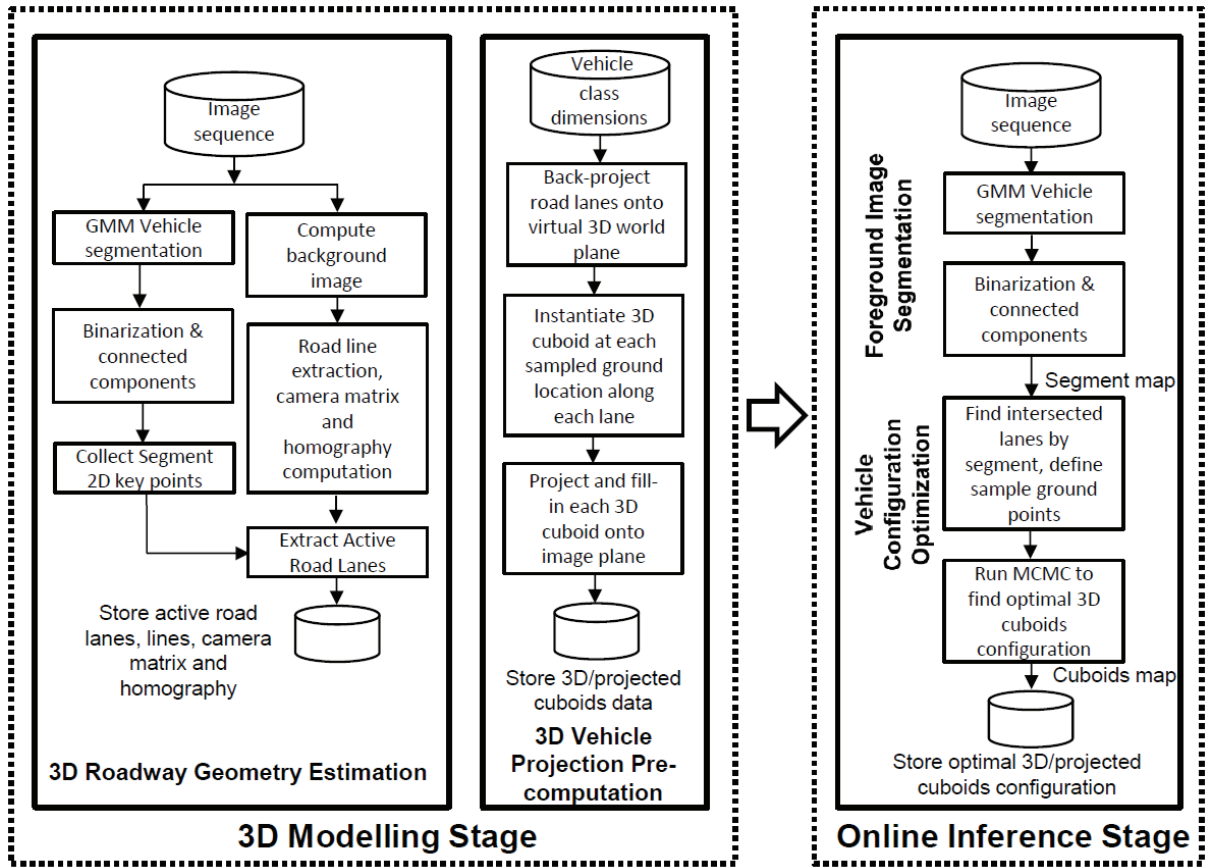 Image
sequence
GMM Vehicle
segmentation
Compute
background
image
Binarization &
connected
components
Road line
extraction,
camera matrix
and
homography
computation
Collect Segment
2D key points
Extract Active
Road Lanes
Store active road
lanes, lines, camera
matrix and
homography
3D Roadway Geometry Estimation
Vehicle
class
dimensions
Back-project
road lanes onto
virtual 3D world
plane
Instantiate 3D
cuboid at each
sampled ground
location along
each lane
Project and fill-
in each 3D
cuboid onto
image plane
Store 3D/projected
cuboids data
3D Vehicle
Projection Pre-
computation
3D Modelling Stage
Image
sequence
Foreground Image
Segmentation
GMM Vehicle
segmentation
Binarization &
connected
components
Segment map
Vehicle
Configuration
Optimization
Find intersected
lanes by
segment, define
sample ground
points
Run MCMC to
find optimal 3D
cuboids
configuration
Cuboids map
Store optimal 3D/projected
cuboids configuration
Online Inference Stage